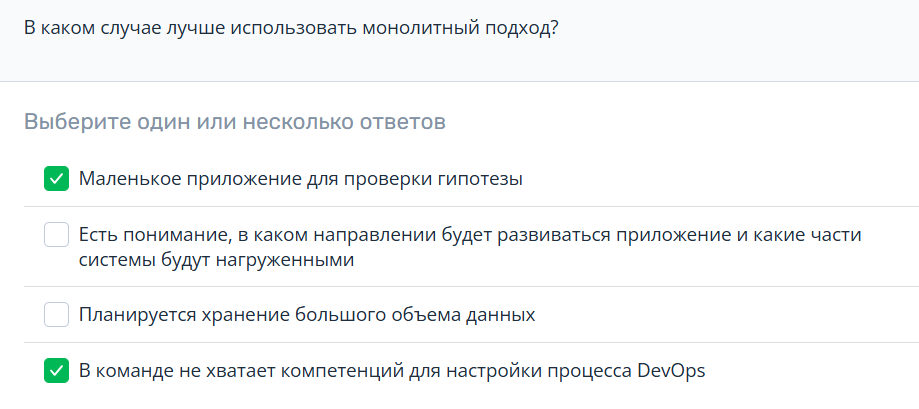 В каком случае лучше использовать монолитный подход?
Выберите один или несколько ответов
Маленькое приложение для проверки гипотезы
Есть понимание, в каком направлении будет развиваться приложение и какие части
системы будут нагруженными
Планируется хранение большого объема данных
В команде не хватает компетенций для настройки процесса DevOps